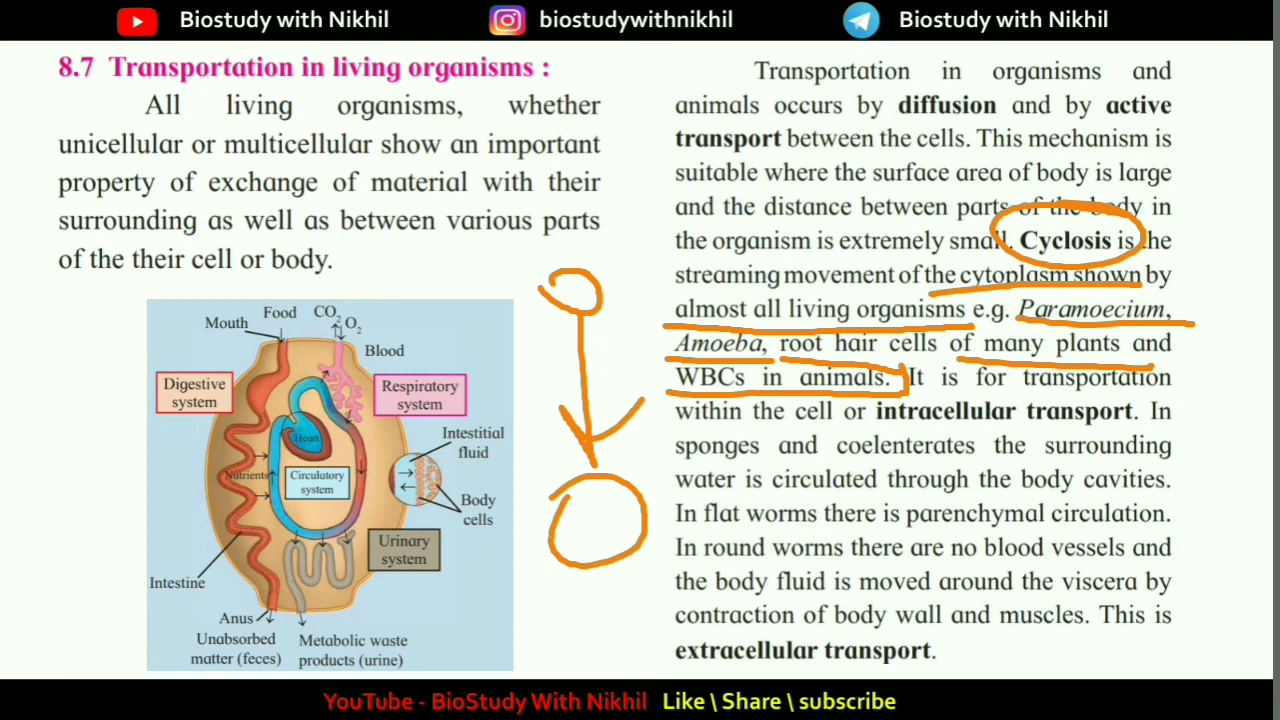 Biostudy with Nikhil
biostudywithnikhil
Biostudy with Nikhil
8.7 Transportation in living organisms :
All living organisms, whether
unicellular or multicellular show an important
property of exchange of material with their
surrounding as well as between various parts
of the their cell or body.
Food
CO2
O2
Mouth
Blood
Digestive
system
Respiratory
system
Heart
Interstitial
fluid
Nutrients
Circulatory
system
Body
cells
Urinary
system
Intestine
Anus
Unabsorbed
matter (feces)
Metabolic waste
products (urine)
Transportation in organisms and
animals occurs by diffusion and by active
transport between the cells. This mechanism is
suitable where the surface area of body is large
and the distance between parts of the body in
the organism is extremely small. Cyclosis is the
streaming movement of the cytoplasm shown by
almost all living organisms e.g. Paramoecium,
Amoeba, root hair cells of many plants and
WBCs in animals. It is for transportation
within the cell or intracellular transport. In
sponges and coelenterates the surrounding
water is circulated through the body cavities.
In flat worms there is parenchymal circulation.
In round worms there are no blood vessels and
the body fluid is moved around the viscera by
contraction of body wall and muscles. This is
extracellular transport.
YouTube - BioStudy With Nikhil Like \ Share \ subscribe